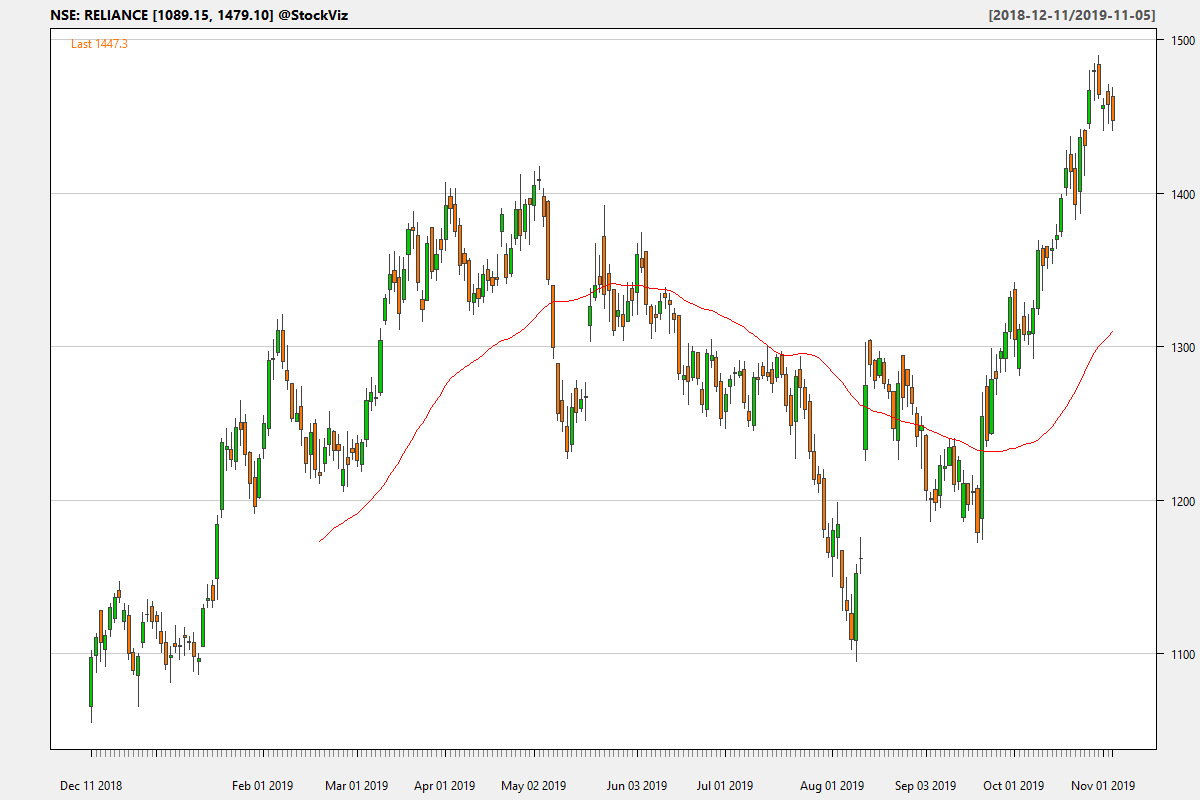 NSE: RELIANCE [1089.15, 1479.10] @StockViz [2018-12-11/2019-11-05]
Last 1447.3
1500
1400
1300
1200
1100
Dec 11 2018 Feb 01 2019 Mar 01 2019 Apr 01 2019 May 02 2019 Jun 03 2019 Jul 01 2019 Aug 01 2019 Sep 03 2019 Oct 01 2019 Nov 01 2019